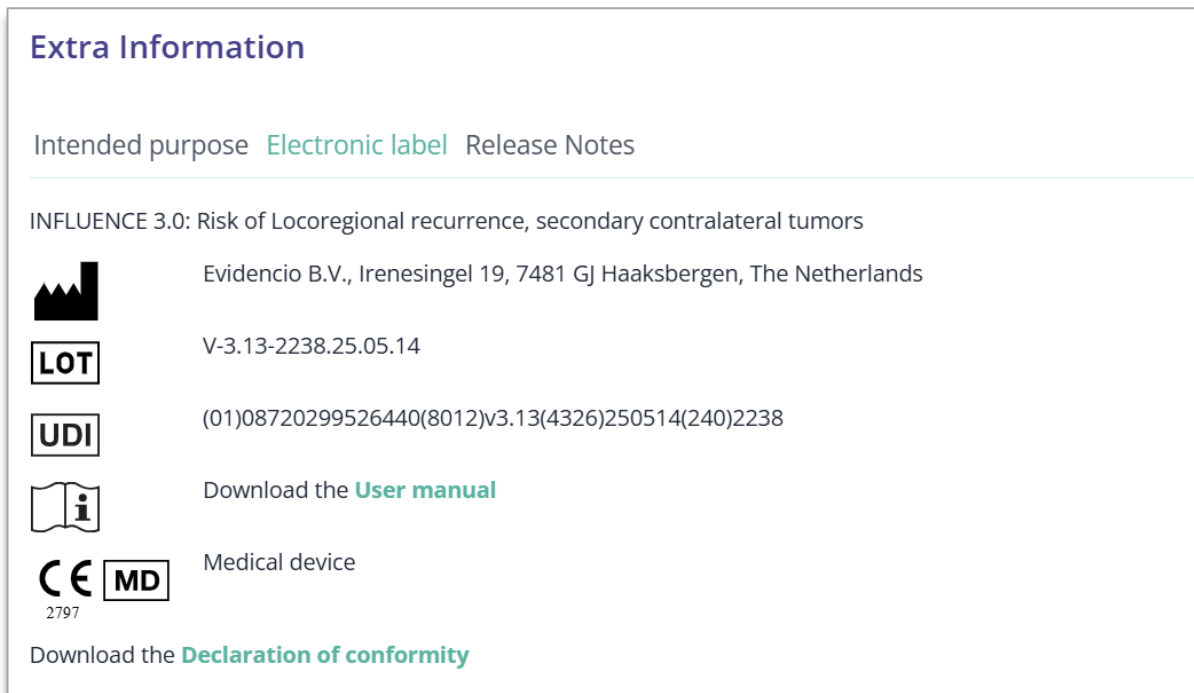 Extra Information
Intended purpose Electronic label Release Notes
INFLUENCE 3.0: Risk of Locoregional recurrence, secondary contralateral tumors
Evidencio B.V., Irenesingel 19, 7481 GJ Haaksbergen, The Netherlands
LOT V-3.13-2238.25.05.14
UDI (01)08720299526440(8012)v3.13(4326)250514(240)2238
i Download the User manual
CE MD Medical device
2797
Download the Declaration of conformity